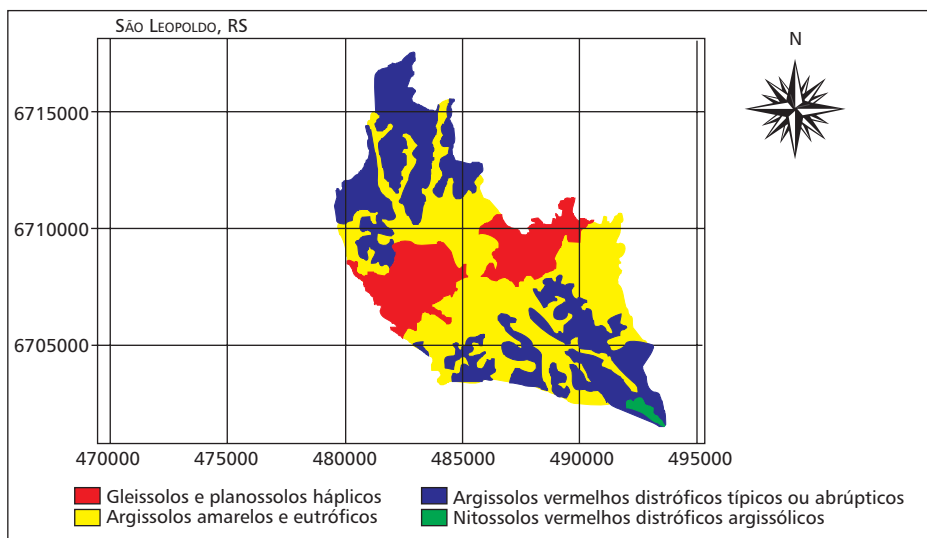 SÃO LEOPOLDO, RS
N
6715000
6710000
6705000
470000 475000 480000 485000 490000 495000
Gleissolos e planossolos háplicos
Argissolos amarelos e eutróficos
Argissolos vermelhos distróficos típicos ou abrúpticos
Nitossolos vermelhos distróficos argissólicos